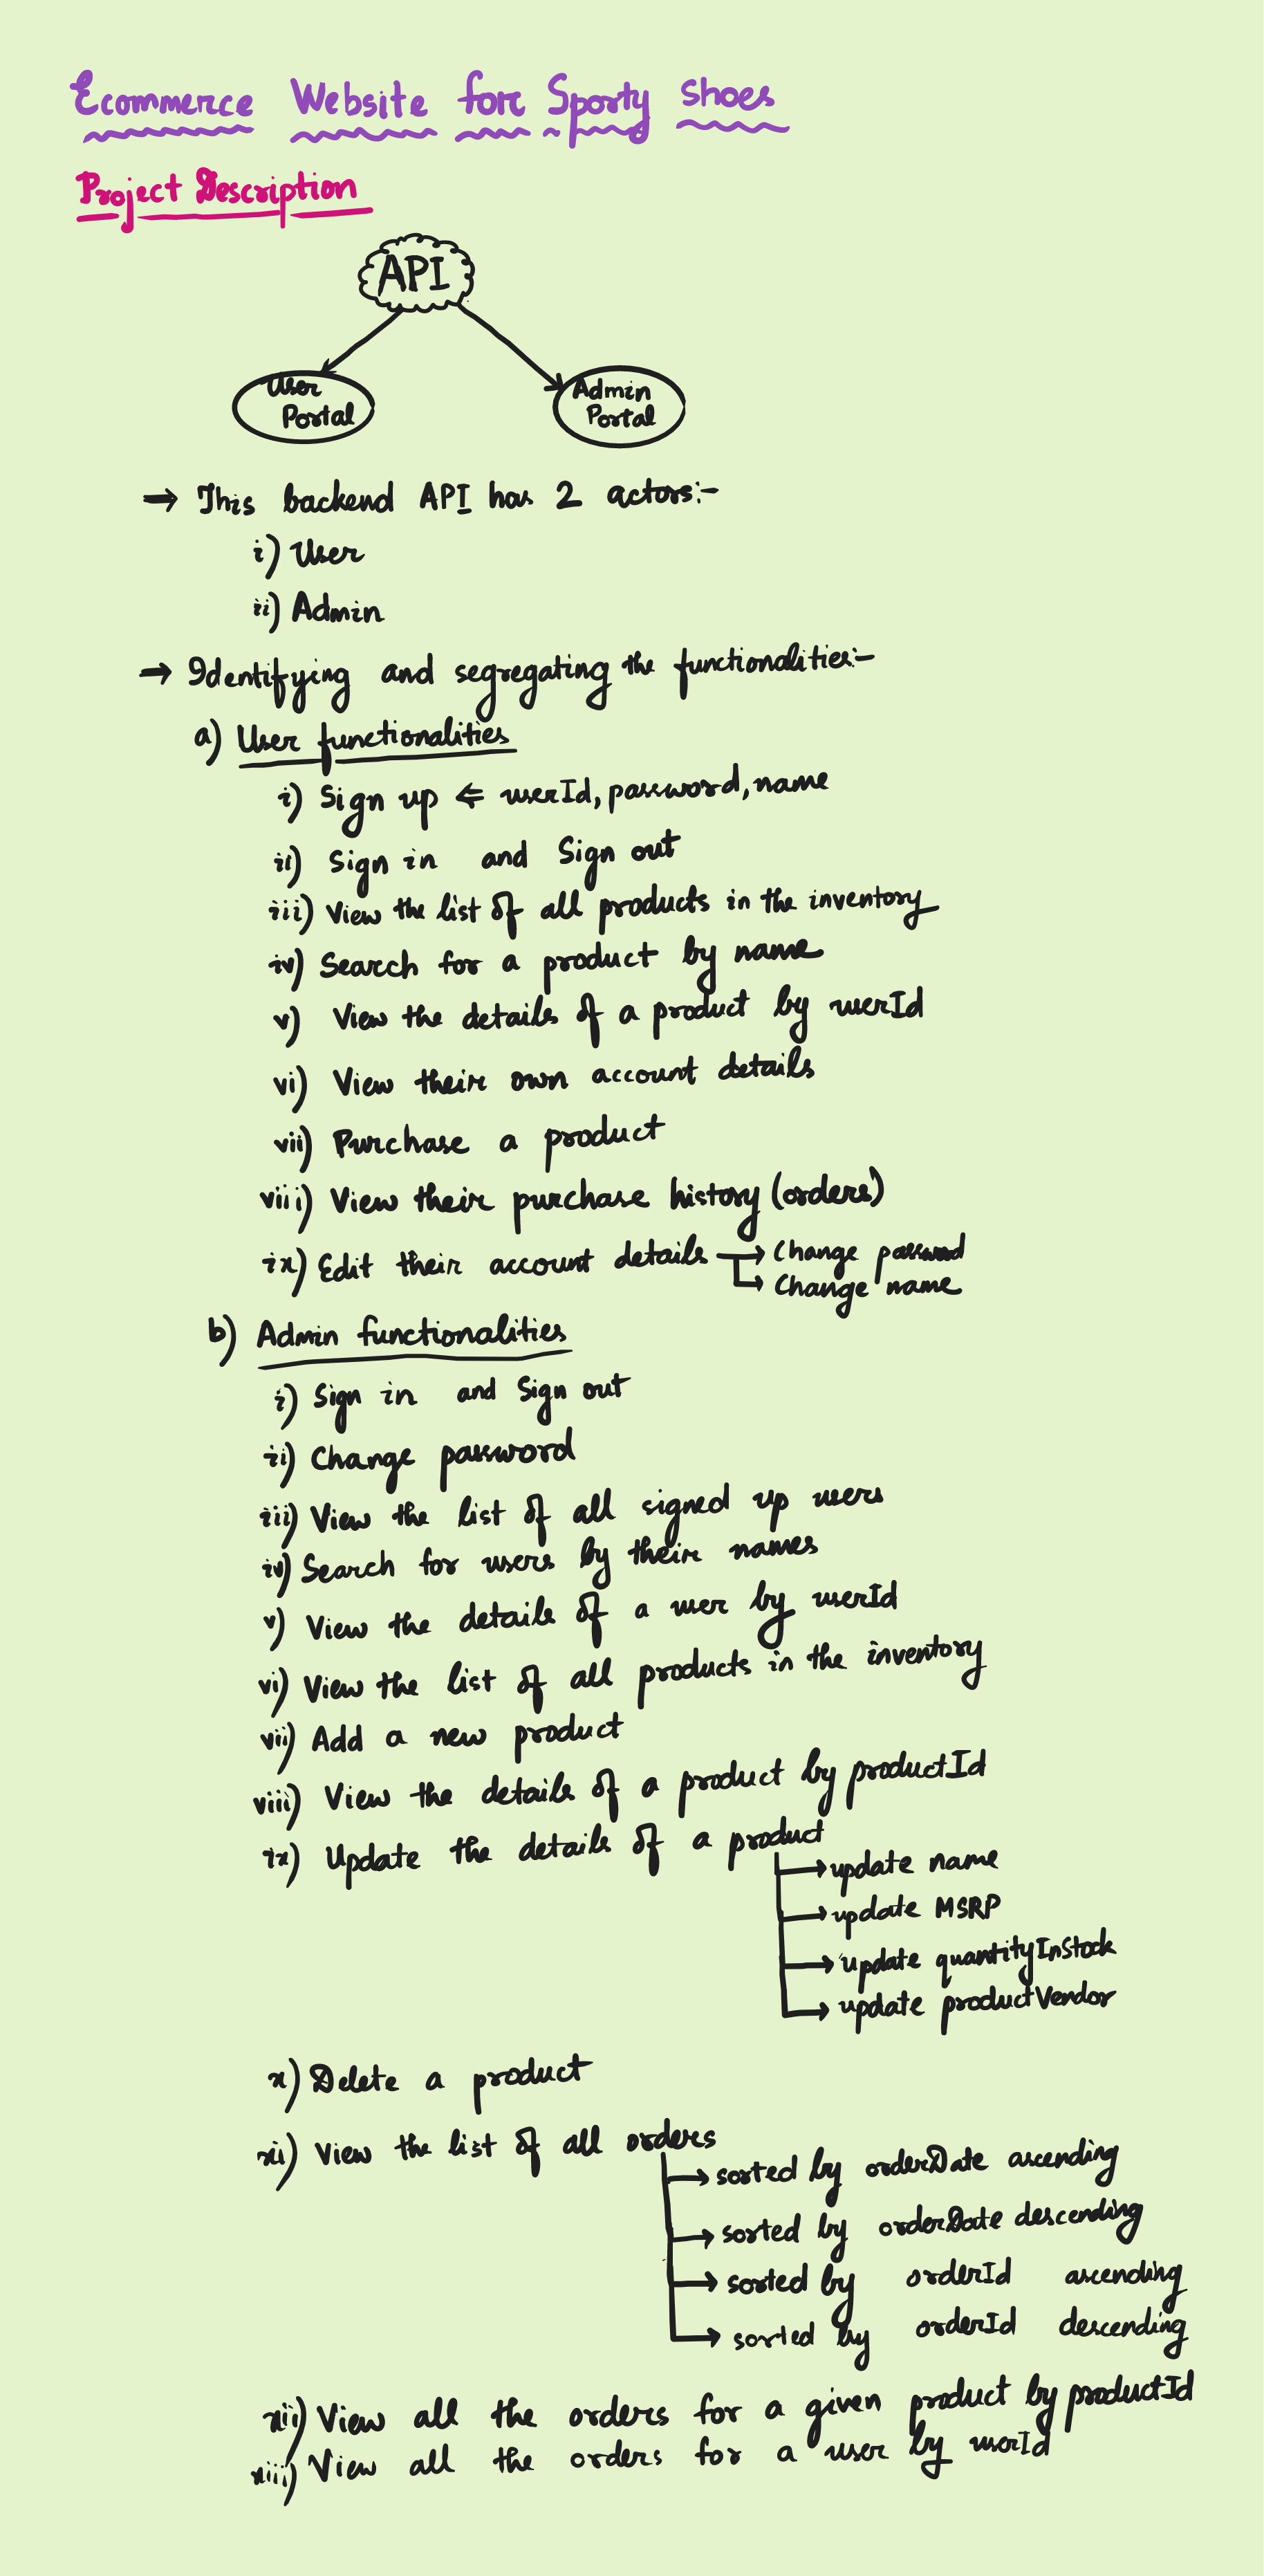 Ecommerce Website for Sporty shoes
Project Description
API
User
Portal
Admin
Portal
→ This backend API has 2 actors:-
i) User
ii) Admin
→ Identifying and segregating the functionalities:-
a) User functionalities
i) Sign up ← userId, password, name
ii) Sign in and Sign out
iii) View the list of all products in the inventory
iv) Search for a product by name
v) View the details of a product by userId
vi) View their own account details
vii) Purchase a product
viii) View their purchase history (orders)
ix) Edit their account details → Change password
→ Change name
b) Admin functionalities
i) Sign in and Sign out
ii) Change password
iii) View the list of all signed up users
iv) Search for users by their names
v) View the details of a user by userId
vi) View the list of all products in the inventory
vii) Add a new product
viii) View the details of a product by productId
ix) Update the details of a product
→ update name
→ update MSRP
→ update quantityInStock
→ update productVendor
x) Delete a product
xi) View the list of all orders
→ sorted by orderDate ascending
→ sorted by orderDate descending
→ sorted by orderId ascending
→ sorted by orderId descending
xii) View all the orders for a given product by productId
xiii) View all the orders for a user by userId